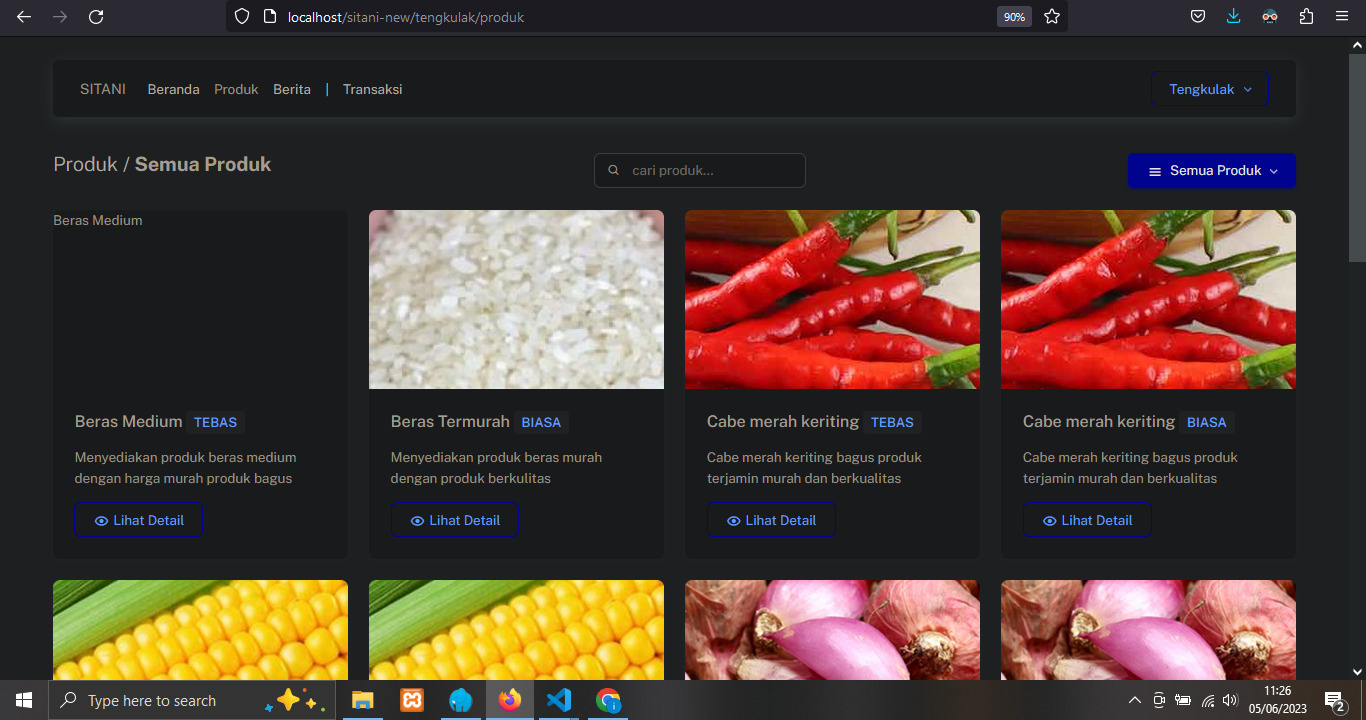 localhost/sitani-new/tengkulak/produk
90%
SITANI Beranda Produk Berita | Transaksi
Tengkulak
Produk / Semua Produk
cari produk...
Semua Produk
Beras Medium
Beras Medium TEBAS
Menyediakan produk beras medium
dengan harga murah produk bagus
Lihat Detail
Beras Termurah BIASA
Menyediakan produk beras murah
dengan produk berkulitas
Lihat Detail
Cabe merah keriting TEBAS
Cabe merah keriting bagus produk
terjamin murah dan berkualitas
Lihat Detail
Cabe merah keriting BIASA
Cabe merah keriting bagus produk
terjamin murah dan berkualitas
Lihat Detail
Type here to search
11:26
05/06/2023
2